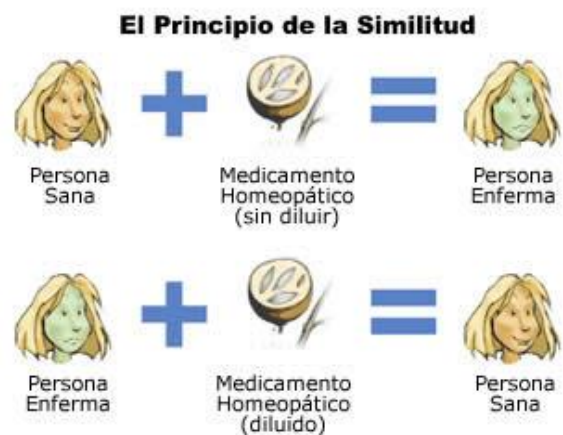 El Principio de la Similitud
Persona
Sana
Medicamento
Homeopático
(sin diluir)
Persona
Enferma
Persona
Enferma
Medicamento
Homeopático
(diluido)
Persona
Sana